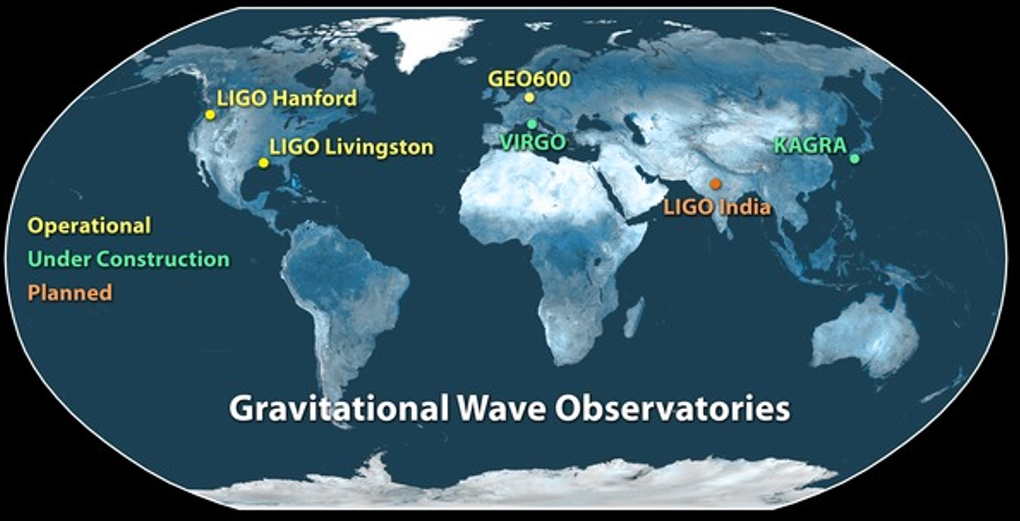 GEO600
LIGO Hanford
LIGO Livingston
VIRGO
KAGRA
LIGO India
Operational
Under Construction
Planned
Gravitational Wave Observatories